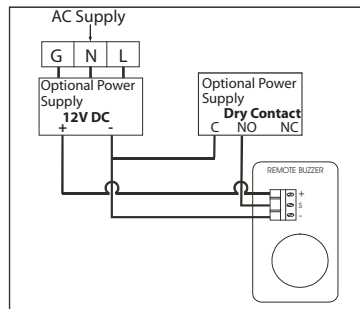 AC Supply
G N L
Optional Power
Supply
12V DC
+ -
Optional Power
Supply
Dry Contact
C NO NC
REMOTE BUZZER
+
S
-